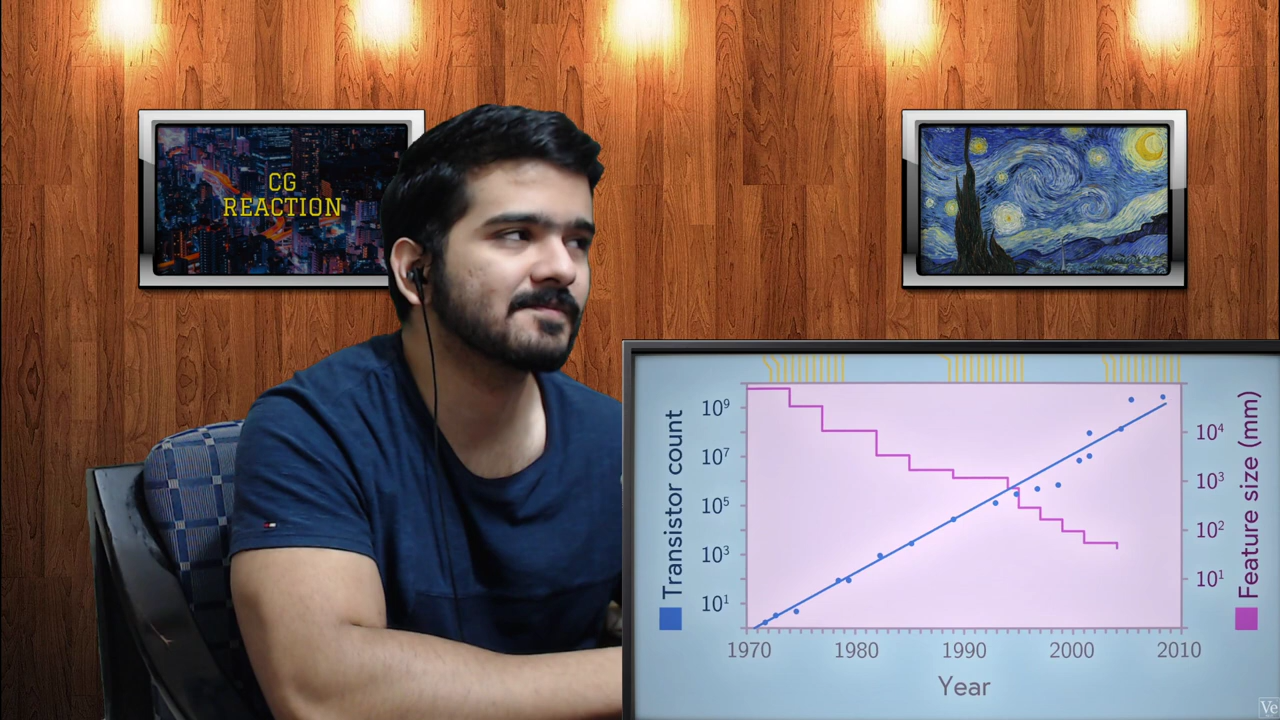 CG
REACTION
Transistor count
10⁹
10⁷
10⁵
10³
10¹
10⁴
10³
10²
10¹
Feature size (mm)
1970 1980 1990 2000 2010
Year
Ve